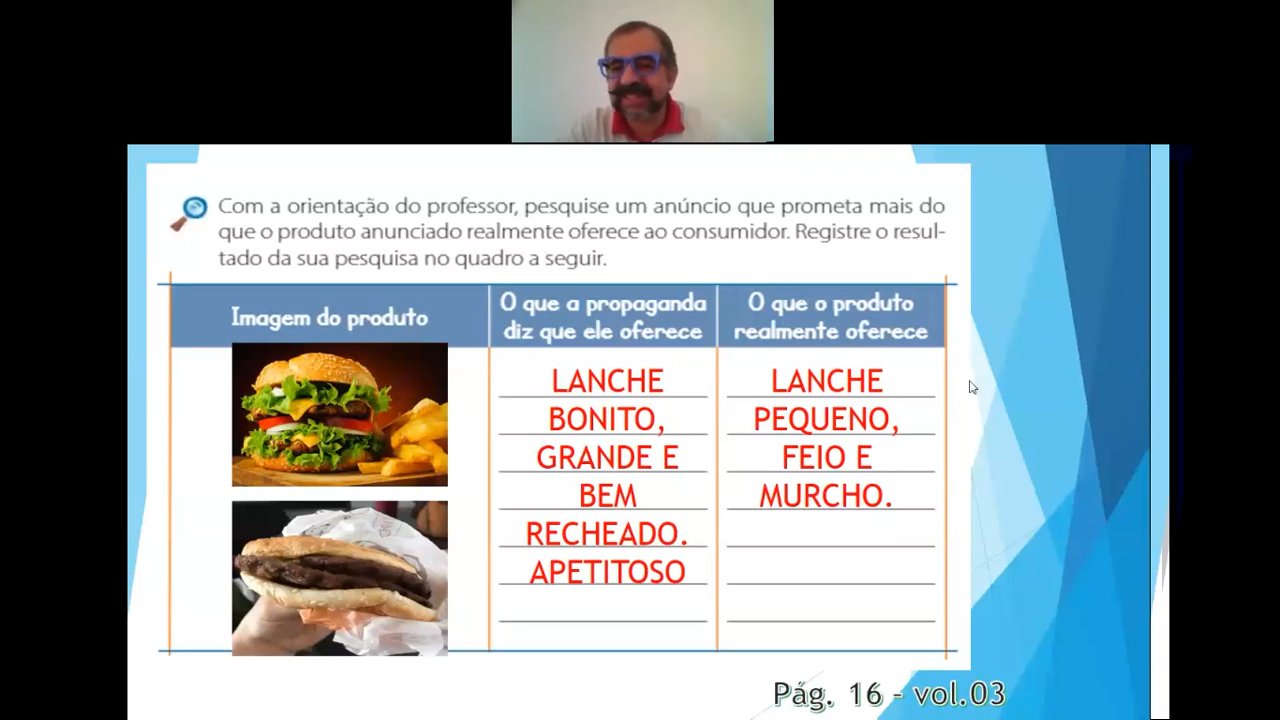 Com a orientação do professor, pesquise um anúncio que prometa mais do
que o produto anunciado realmente oferece ao consumidor. Registre o resul-
tado da sua pesquisa no quadro a seguir.
Imagem do produto
O que a propaganda
diz que ele oferece
O que o produto
realmente oferece
LANCHE
BONITO,
GRANDE E
BEM
RECHEADO.
APETITOSO
LANCHE
PEQUENO,
FEIO E
MURCHO.
Pág. 16 - vol.03